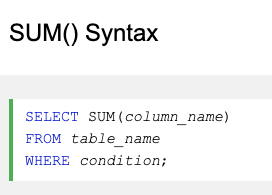 SUM() Syntax
SELECT SUM(column_name)
FROM table_name
WHERE condition;